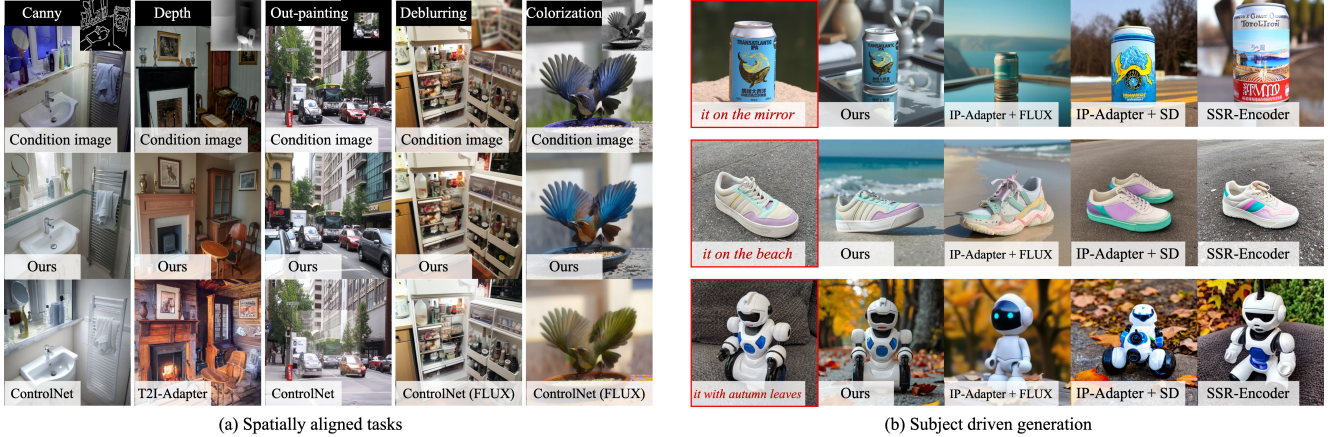 Canny
Depth
Out-painting
Deblurring
Colorization
Condition image
Condition image
Condition image
Condition image
Condition image
Ours
Ours
Ours
Ours
Ours
ControlNet
T2I-Adapter
ControlNet
ControlNet (FLUX)
ControlNet (FLUX)
(a) Spatially aligned tasks
TRANSATLANTIC
IPA
it on the mirror
Ours
IP-Adapter + FLUX
IP-Adapter + SD
SSR-Encoder
it on the beach
Ours
IP-Adapter + FLUX
IP-Adapter + SD
SSR-Encoder
it with autumn leaves
Ours
IP-Adapter + FLUX
IP-Adapter + SD
SSR-Encoder
(b) Subject driven generation